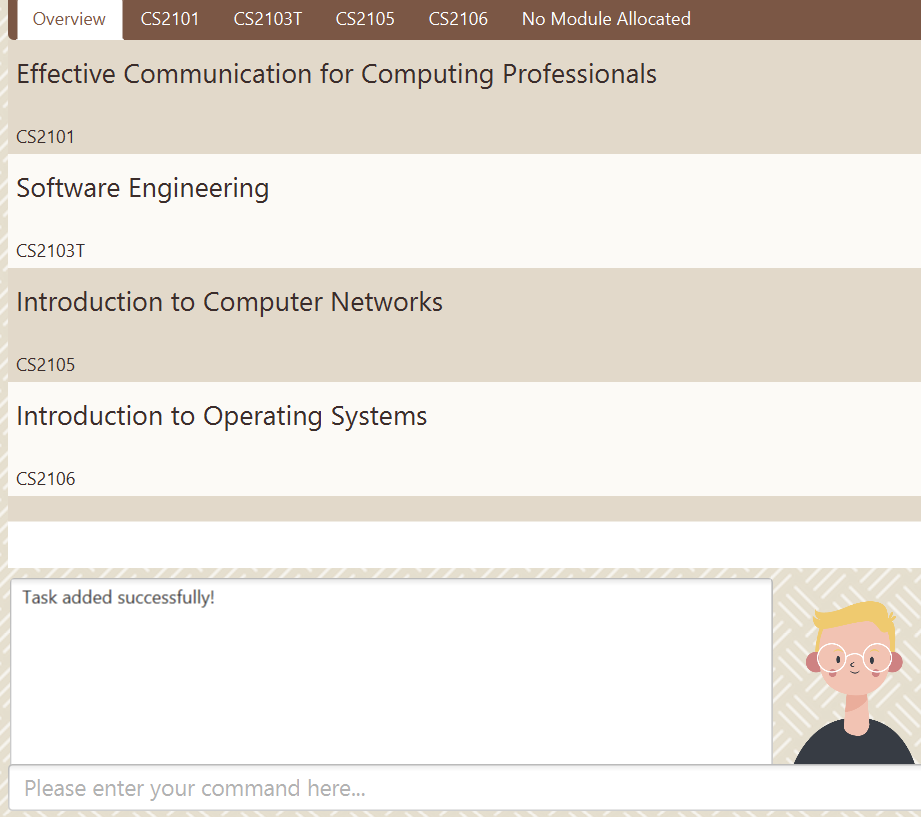 Overview CS2101 CS2103T CS2105 CS2106 No Module Allocated
Effective Communication for Computing Professionals
CS2101
Software Engineering
CS2103T
Introduction to Computer Networks
CS2105
Introduction to Operating Systems
CS2106
Task added successfully!
Please enter your command here...